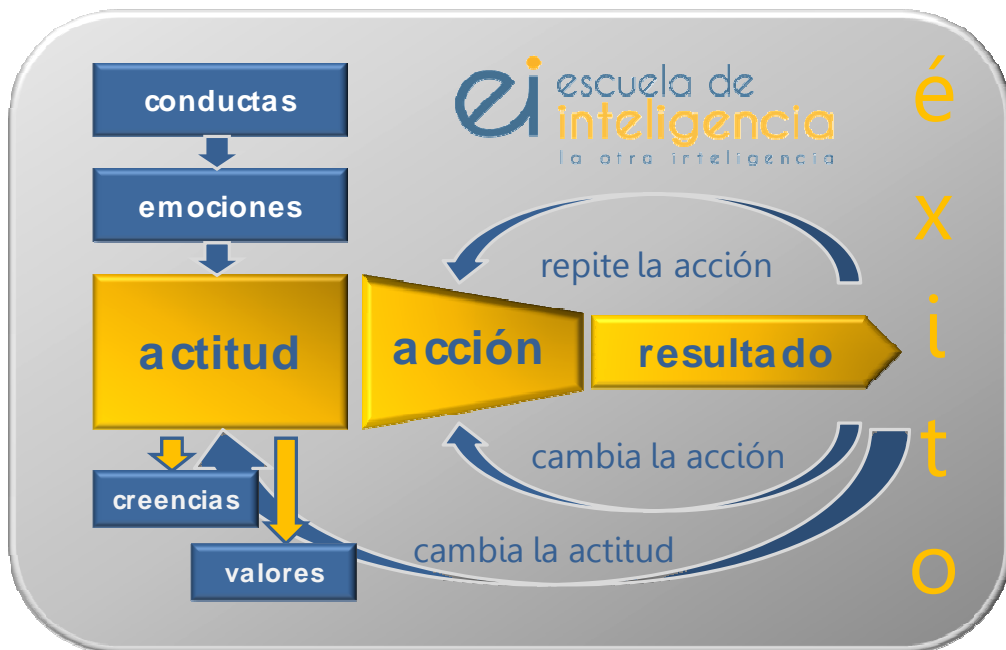 conductas
emociones
actitud
creencias
valores
ei escuela de
inteligencia
la otra inteligencia
repite la acción
acción
resultado
cambia la acción
cambia la actitud
é
x
i
t
o